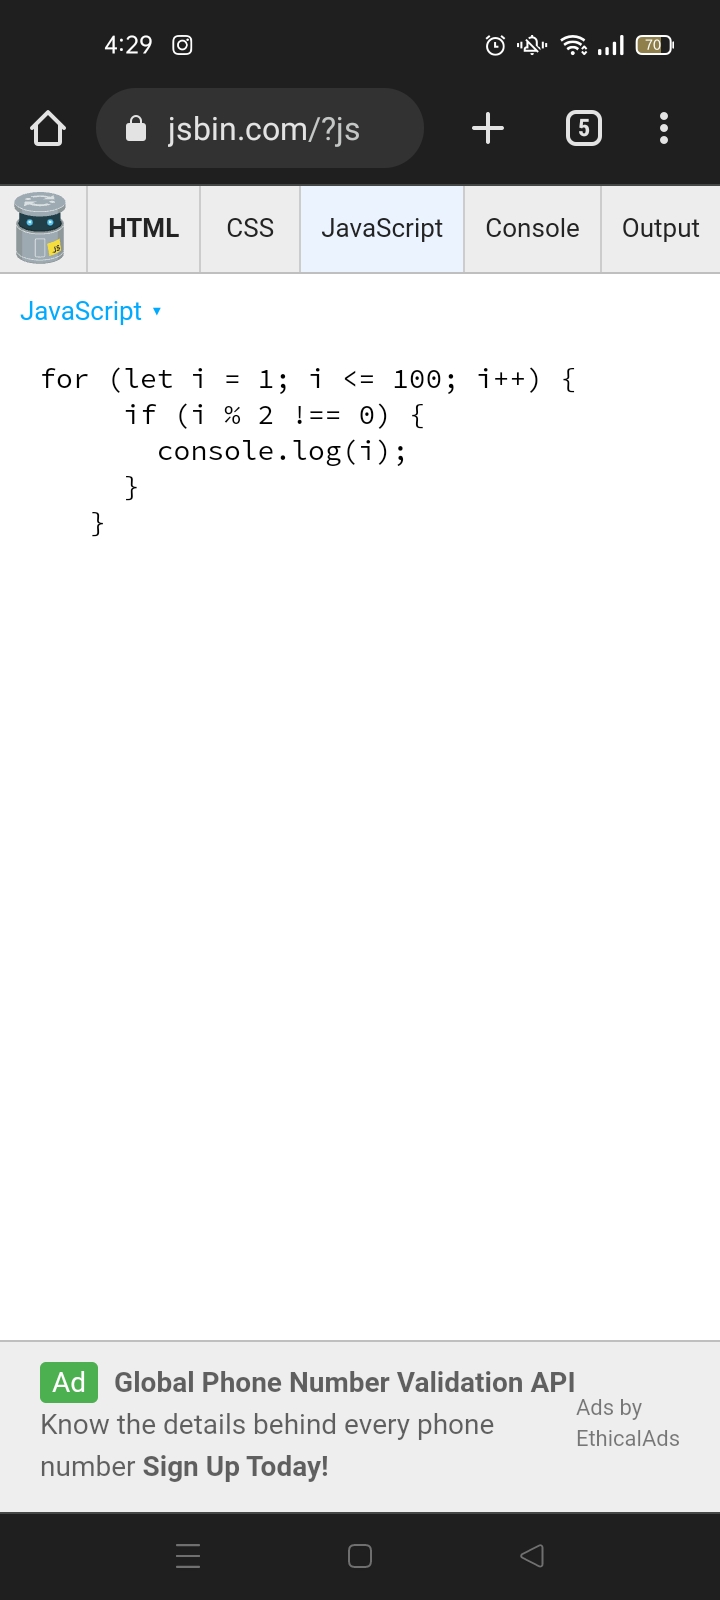 4:29
70
jsbin.com/?js
5
HTML CSS JavaScript Console Output
JavaScript ▾
for (let i = 1; i <= 100; i++) {
if (i % 2 !== 0) {
console.log(i);
}
}
Ad Global Phone Number Validation API
Know the details behind every phone
number Sign Up Today!
Ads by
EthicalAds